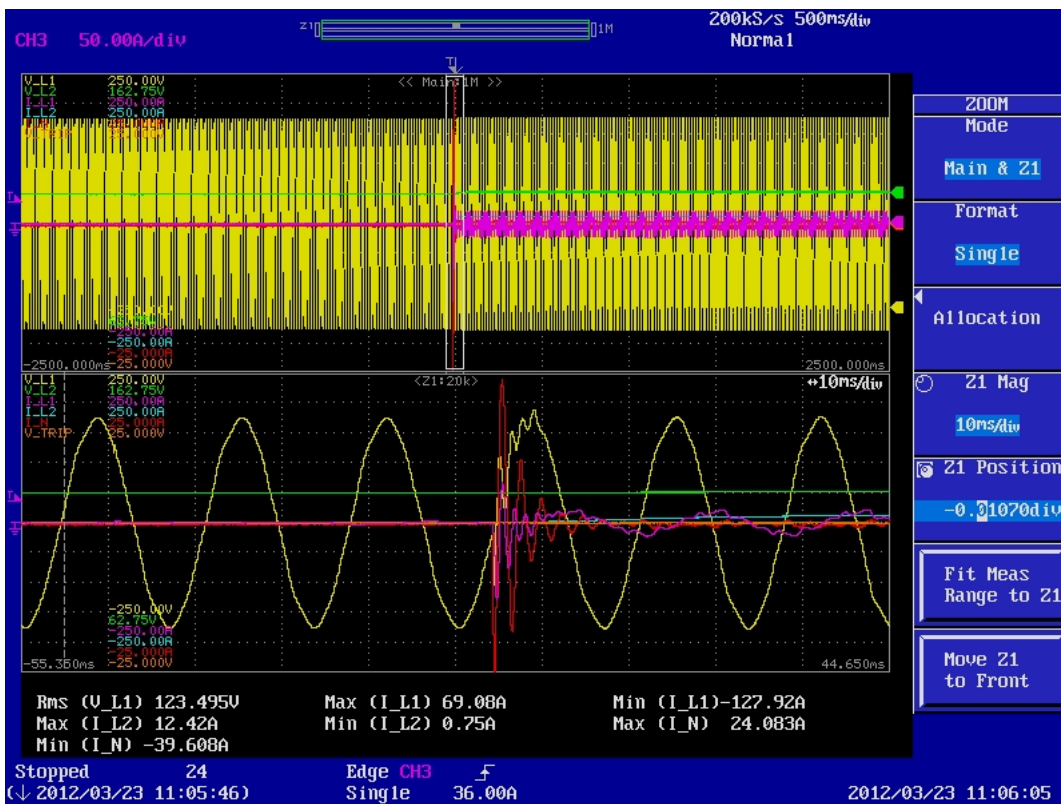 200kS/s 500ms/div
CH3 50.00A/div
Z1
1M
Normal
T
<< Main:1M >>
V_L1 250.00V
V_L2 162.75V
I_L1 250.00A
I_L2 250.00A
-250.00A
-250.00A
-25.000A
-2500.000ms
-25.000V
2500.000ms
<Z1:20k>
10ms/div
V_L1 250.00V
V_L2 162.75V
I_L1 250.00A
I_L2 250.00A
I_N 25.000A
V_TRIP 25.000V
-250.00V
62.75V
-250.00A
-250.00A
-25.000A
-55.350ms
-25.000V
44.650ms
ZOOM
Mode
Main & Z1
Format
Single
Allocation
Z1 Mag
10ms/div
Z1 Position
-0.01070div
Fit Meas
Range to Z1
Move Z1
to Front
Rms (V_L1) 123.495V Max (I_L1) 69.08A Min (I_L1)-127.92A
Max (I_L2) 12.42A Min (I_L2) 0.75A Max (I_N) 24.083A
Min (I_N) -39.608A
Stopped 24 Edge CH3
(↓ 2012/03/23 11:05:46) Single 36.00A 2012/03/23 11:06:05